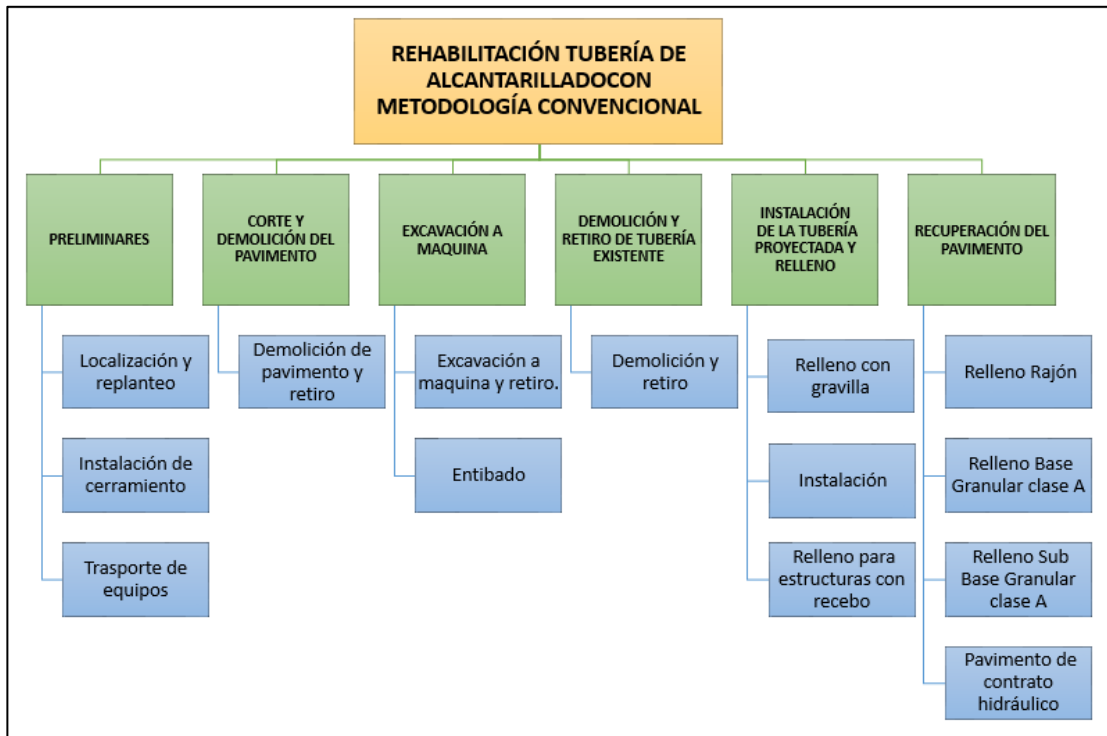 REHABILITACIÓN TUBERÍA DE
ALCANTARILLADOCON
METODOLOGÍA CONVENCIONAL
PRELIMINARES
Localización y
replanteo
Instalación de
cerramiento
Trasporte de
equipos
CORTE Y
DEMOLICIÓN DEL
PAVIMENTO
Demolición de
pavimento y
retiro
EXCAVACIÓN A
MAQUINA
Excavación a
maquina y retiro.
Entibado
DEMOLICIÓN Y
RETIRO DE TUBERÍA
EXISTENTE
Demolición y
retiro
INSTALACIÓN
DE LA TUBERÍA
PROYECTADA Y
RELLENO
Relleno con
gravilla
Instalación
Relleno para
estructuras con
recebo
RECUPERACIÓN DEL
PAVIMENTO
Relleno Rajón
Relleno Base
Granular clase A
Relleno Sub
Base Granular
clase A
Pavimento de
contrato
hidráulico